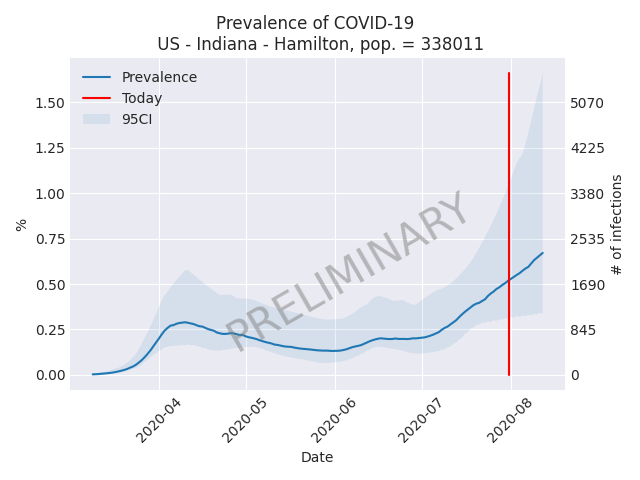 Prevalence of COVID-19
US - Indiana - Hamilton, pop. = 338011
Prevalence
Today
95CI
PRELIMINARY
%
1.50
1.25
1.00
0.75
0.50
0.25
0.00
5070
4225
3380
2535
1690
845
0
# of infections
2020-04
2020-05
2020-06
2020-07
2020-08
Date